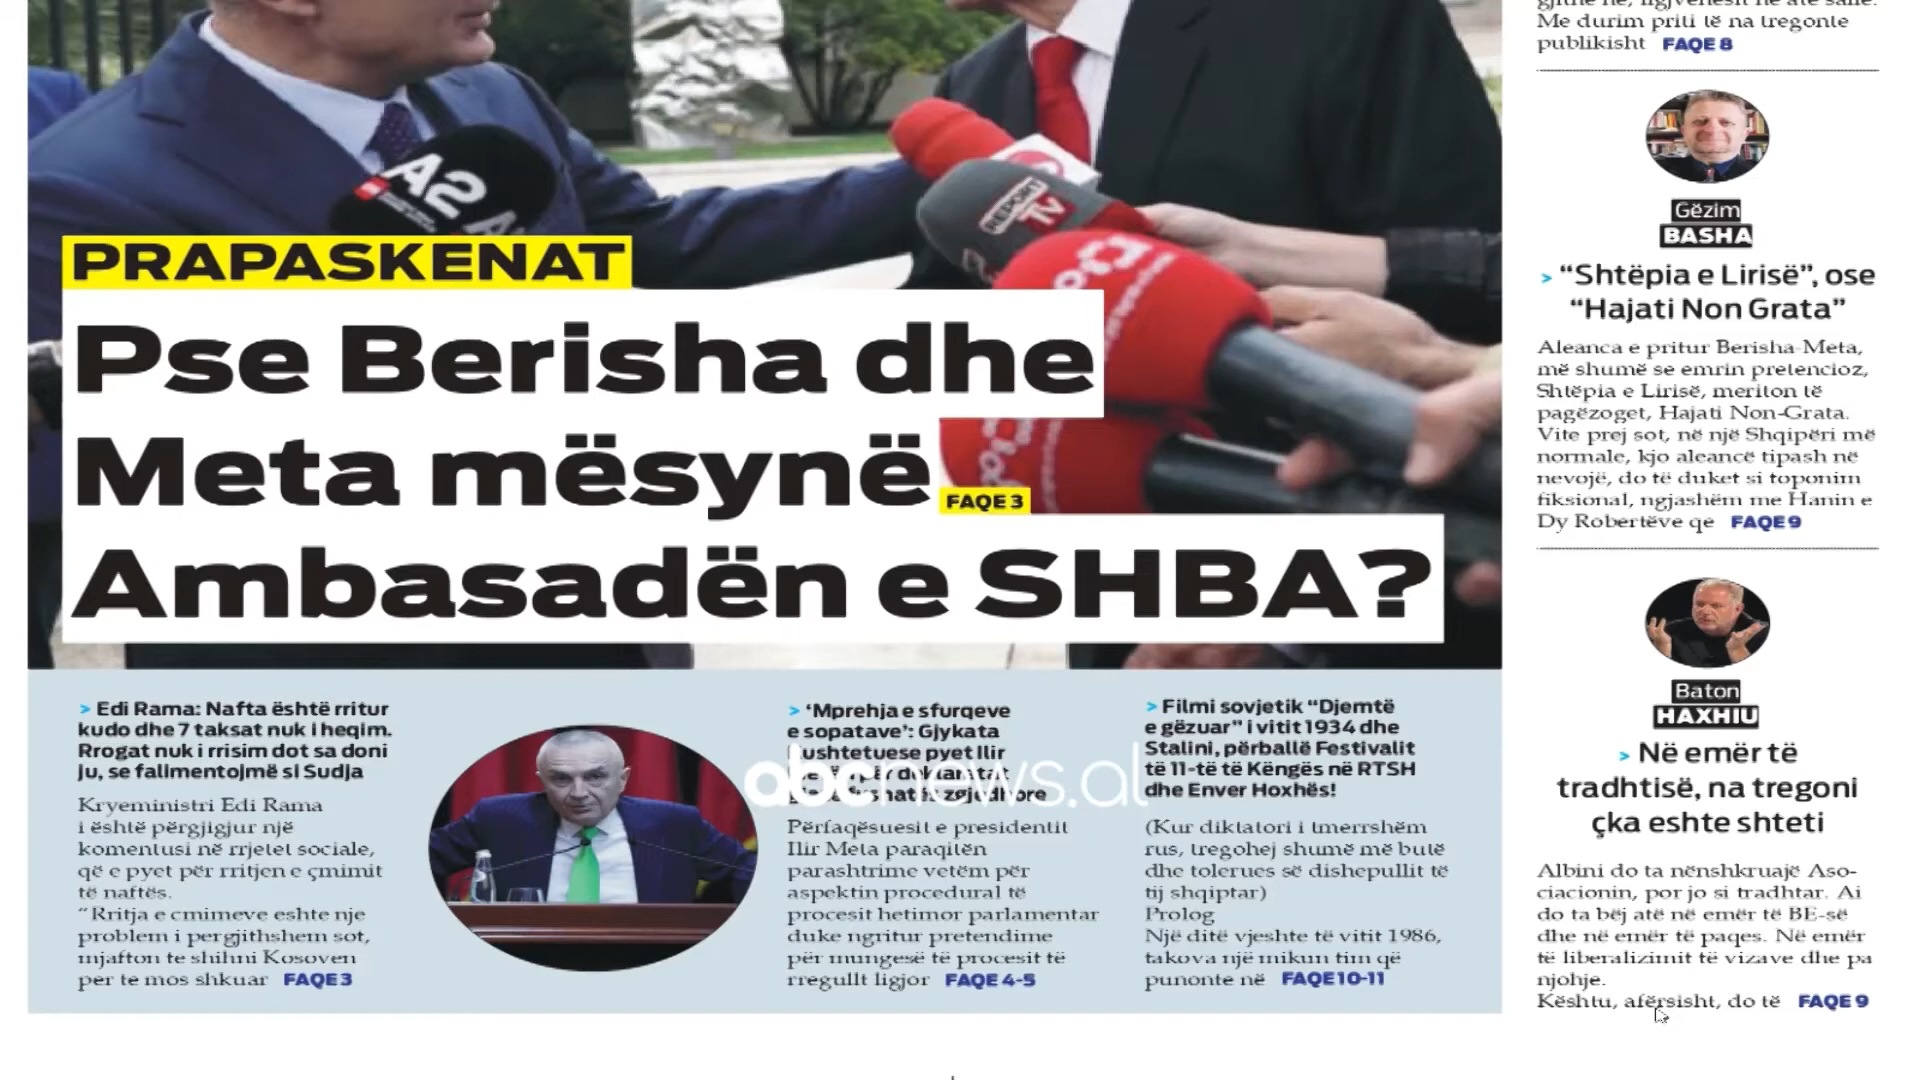 A2
REPORT TV
PRAPASKENAT
Pse Berisha dhe
Meta mësynë
FAQE 3
Ambasadën e SHBA?
> Edi Rama: Nafta është rritur
kudo dhe 7 taksat nuk i heqim.
Rrogat nuk i rrisim dot sa doni
ju, se falimentojmë si Sudja
Kryeministri Edi Rama
i është përgjigjur një
komentusi në rrjetet sociale,
që e pyet për rritjen e çmimit
të naftës.
“Rritja e cmimeve eshte nje
problem i pergjithshem sot,
mjafton te shihni Kosoven
per te mos shkuar FAQE 3
> ‘Mprehja e sfurqeve
e sopatave’: Gjykata
Kushtetuese pyet Ilir
deklaratat
zgjedhore
Përfaqësuesit e presidentit
Ilir Meta paraqitën
parashtrime vetëm për
aspektin procedural të
procesit hetimor parlamentar
duke ngritur pretendime
për mungesë të procesit të
rregullt ligjor FAQE 4-5
abcnews.al
> Filmi sovjetik “Djemtë
e gëzuar” i vitit 1934 dhe
Stalini, përballë Festivalit
të 11-të të Këngës në RTSH
dhe Enver Hoxhës!
(Kur diktatori i tmerrshëm
rus, tregohej shumë më butë
dhe tolerues së dishepullit të
tij shqiptar)
Prolog
Një ditë vjeshte të vitit 1986,
takova një mikun tim që
punonte në FAQE 10-11
Me durim priti të na tregonte
publikisht FAQE 8
Gëzim
BASHA
> “Shtëpia e Lirisë”, ose
“Hajati Non Grata”
Aleanca e pritur Berisha-Meta,
më shumë se emrin pretencioz,
Shtëpia e Lirisë, meriton të
pagëzoget, Hajati Non-Grata.
Vite prej sot, në një Shqipëri më
normale, kjo aleancë tipash në
nevojë, do të duket si toponim
fiksional, ngjashëm me Hanin e
Dy Robertëve qe FAQE 9
Baton
HAXHIU
> Në emër të
tradhtisë, na tregoni
çka eshte shteti
Albini do ta nënshkruajë Aso-
ciacionin, por jo si tradhtar. Ai
do ta bëj atë në emër të BE-së
dhe në emër të paqes. Në emër
të liberalizimit të vizave dhe pa
njohje.
Kështu, afërsisht, do të FAQE 9